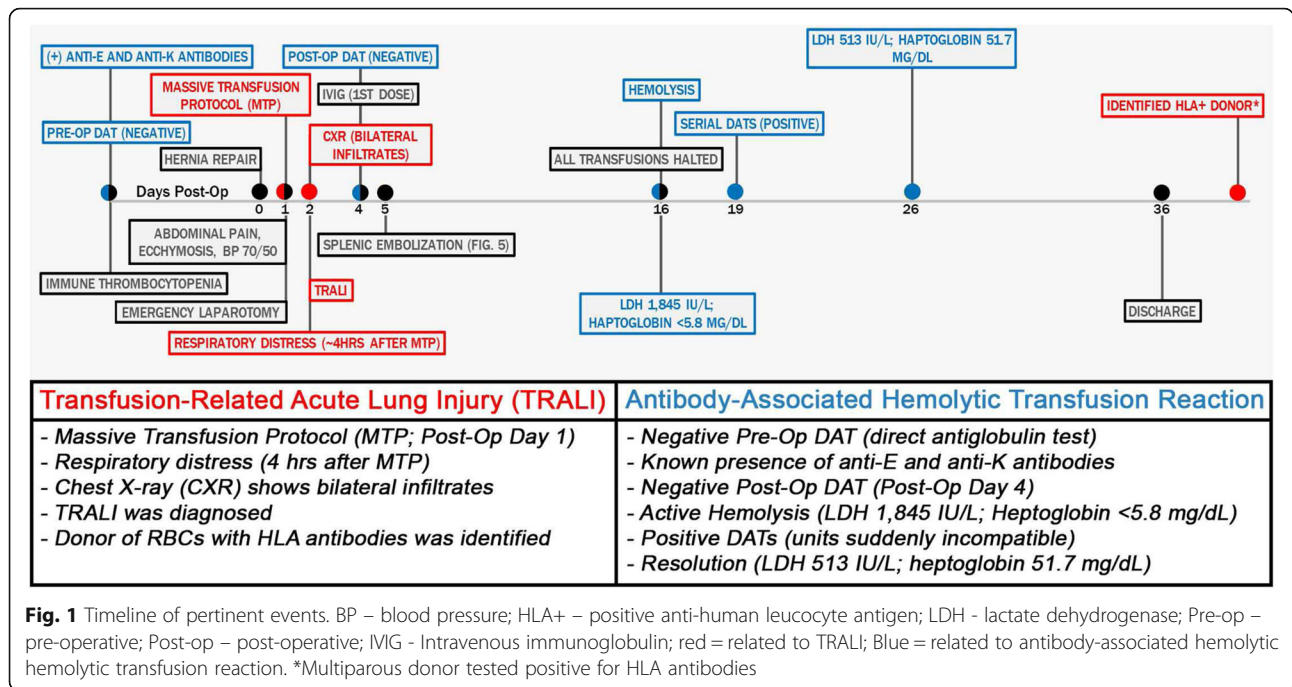 (+) ANTI-E AND ANTI-K ANTIBODIES
PRE-OP DAT (NEGATIVE)
HERNIA REPAIR
MASSIVE TRANSFUSION
PROTOCOL (MTP)
POST-OP DAT (NEGATIVE)
IVIG (1ST DOSE)
CXR (BILATERAL
INFILTRATES)
HEMOLYSIS
ALL TRANSFUSIONS HALTED
SERIAL DATS (POSITIVE)
LDH 513 IU/L; HAPTOGLOBIN 51.7
MG/DL
IDENTIFIED HLA+ DONOR*
Days Post-Op
0 1 2 4 5 16 19 26 36
ABDOMINAL PAIN,
ECCHYMOSIS, BP 70/50
IMMUNE THROMBOCYTOPENIA
EMERGENCY LAPAROTOMY
TRALI
RESPIRATORY DISTRESS (~4HRS AFTER MTP)
SPLENIC EMBOLIZATION (FIG. 5)
LDH 1,845 IU/L;
HAPTOGLOBIN <5.8 MG/DL
DISCHARGE
Transfusion-Related Acute Lung Injury (TRALI)
- Massive Transfusion Protocol (MTP; Post-Op Day 1)
- Respiratory distress (4 hrs after MTP)
- Chest X-ray (CXR) shows bilateral infiltrates
- TRALI was diagnosed
- Donor of RBCs with HLA antibodies was identified
Antibody-Associated Hemolytic Transfusion Reaction
- Negative Pre-Op DAT (direct antiglobulin test)
- Known presence of anti-E and anti-K antibodies
- Negative Post-Op DAT (Post-Op Day 4)
- Active Hemolysis (LDH 1,845 IU/L; Heptoglobin <5.8 mg/dL)
- Positive DATs (units suddenly incompatible)
- Resolution (LDH 513 IU/L; heptoglobin 51.7 mg/dL)
Fig. 1 Timeline of pertinent events. BP – blood pressure; HLA+ – positive anti-human leucocyte antigen; LDH - lactate dehydrogenase; Pre-op –
pre-operative; Post-op – post-operative; IVIG - Intravenous immunoglobulin; red = related to TRALI; Blue = related to antibody-associated hemolytic
hemolytic transfusion reaction. *Multiparous donor tested positive for HLA antibodies